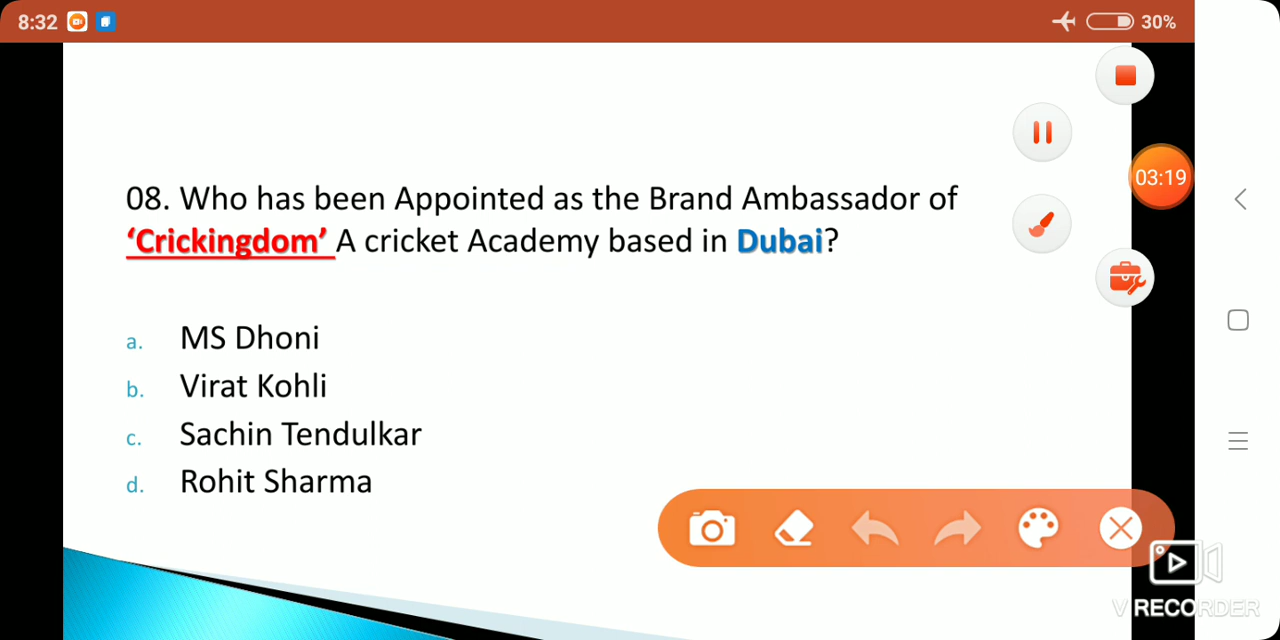 8:32
30%
03:19
08. Who has been Appointed as the Brand Ambassador of
‘Crickingdom’ A cricket Academy based in Dubai?
a. MS Dhoni
b. Virat Kohli
c. Sachin Tendulkar
d. Rohit Sharma
V RECORDER